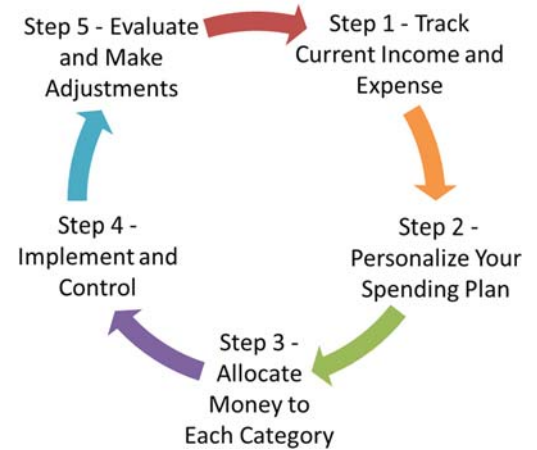 Step 1 - Track
Current Income and
Expense
Step 2 -
Personalize Your
Spending Plan
Step 3 -
Allocate
Money to
Each Category
Step 4 -
Implement and
Control
Step 5 - Evaluate
and Make
Adjustments